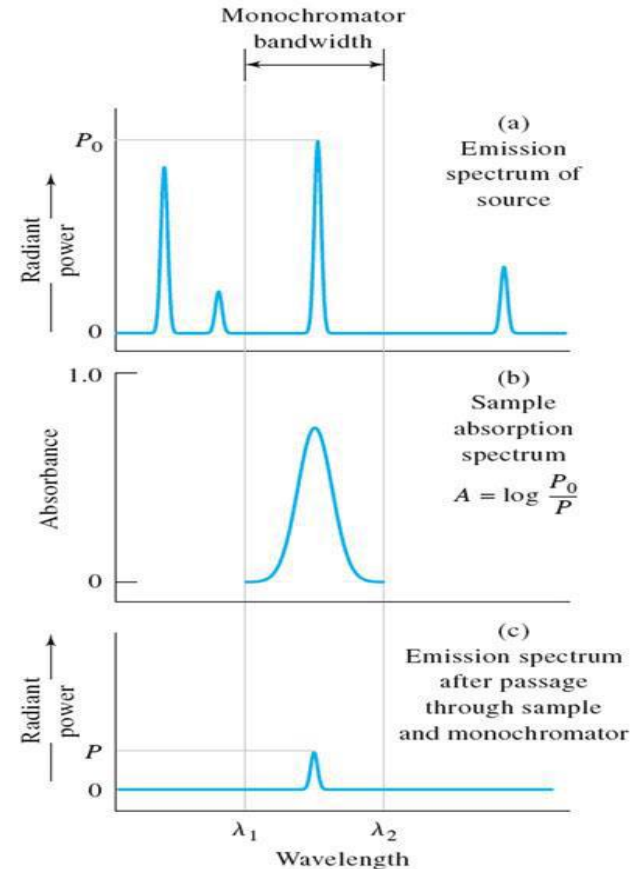 Monochromator
bandwidth
(a)
Emission
spectrum of
source
P₀
Radiant
power
0
(b)
Sample
absorption
spectrum
A = log P₀/P
1.0
Absorbance
0
(c)
Emission spectrum
after passage
through sample
and monochromator
Radiant
power
P
0
λ₁ λ₂
Wavelength